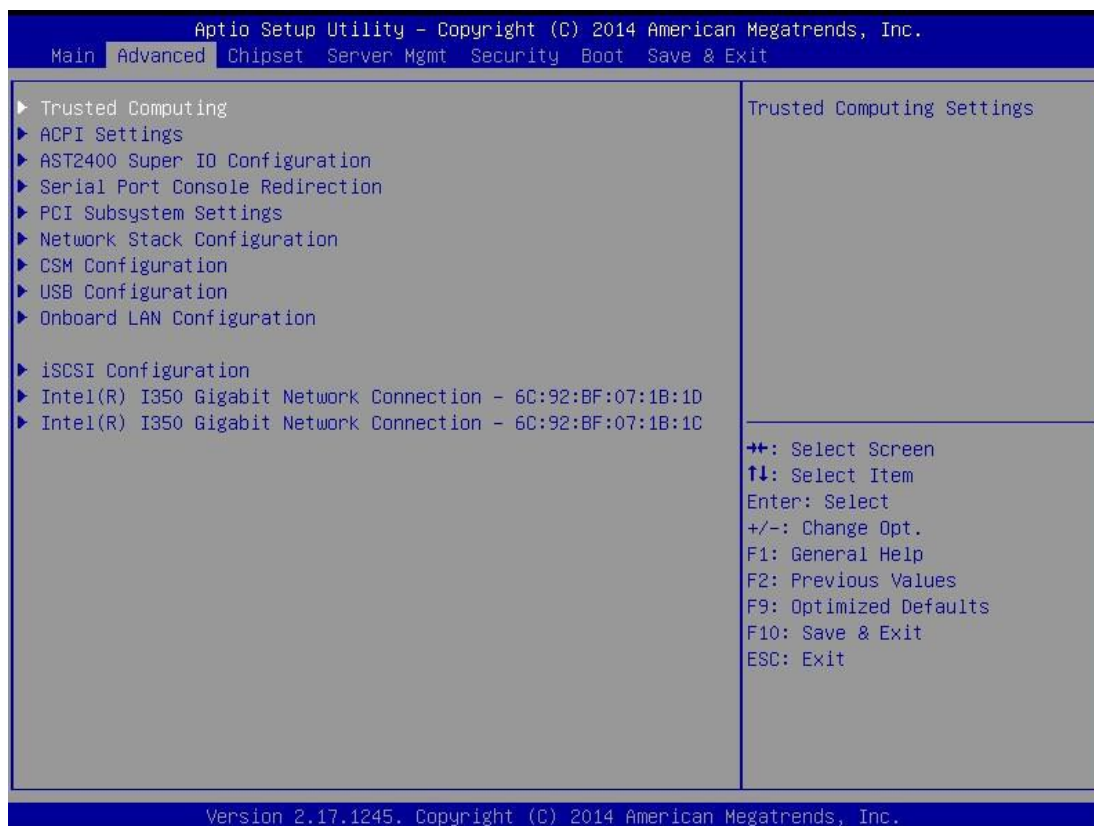 Aptio Setup Utility – Copyright (C) 2014 American Megatrends, Inc.
Main Advanced Chipset Server Mgmt Security Boot Save & Exit
Trusted Computing
ACPI Settings
AST2400 Super IO Configuration
Serial Port Console Redirection
PCI Subsystem Settings
Network Stack Configuration
CSM Configuration
USB Configuration
Onboard LAN Configuration
iSCSI Configuration
Intel(R) I350 Gigabit Network Connection – 6C:92:BF:07:1B:1D
Intel(R) I350 Gigabit Network Connection – 6C:92:BF:07:1B:1C
Trusted Computing Settings
→←: Select Screen
↑↓: Select Item
Enter: Select
+/-: Change Opt.
F1: General Help
F2: Previous Values
F9: Optimized Defaults
F10: Save & Exit
ESC: Exit
Version 2.17.1245. Copyright (C) 2014 American Megatrends, Inc.